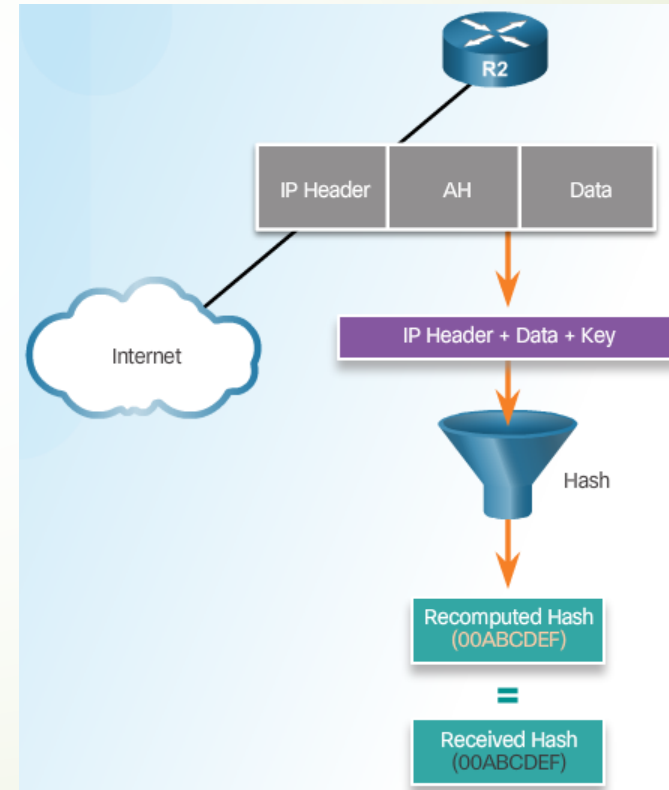 R2
IP Header AH Data
Internet
IP Header + Data + Key
Hash
Recomputed Hash
(00ABCDEF)
=
Received Hash
(00ABCDEF)